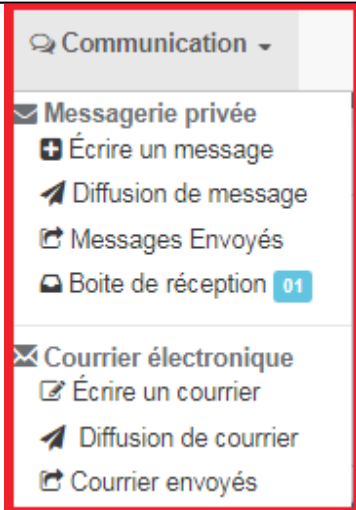 Communication
Messagerie privée
Écrire un message
Diffusion de message
Messages Envoyés
Boite de réception 01
Courrier électronique
Écrire un courrier
Diffusion de courrier
Courrier envoyés